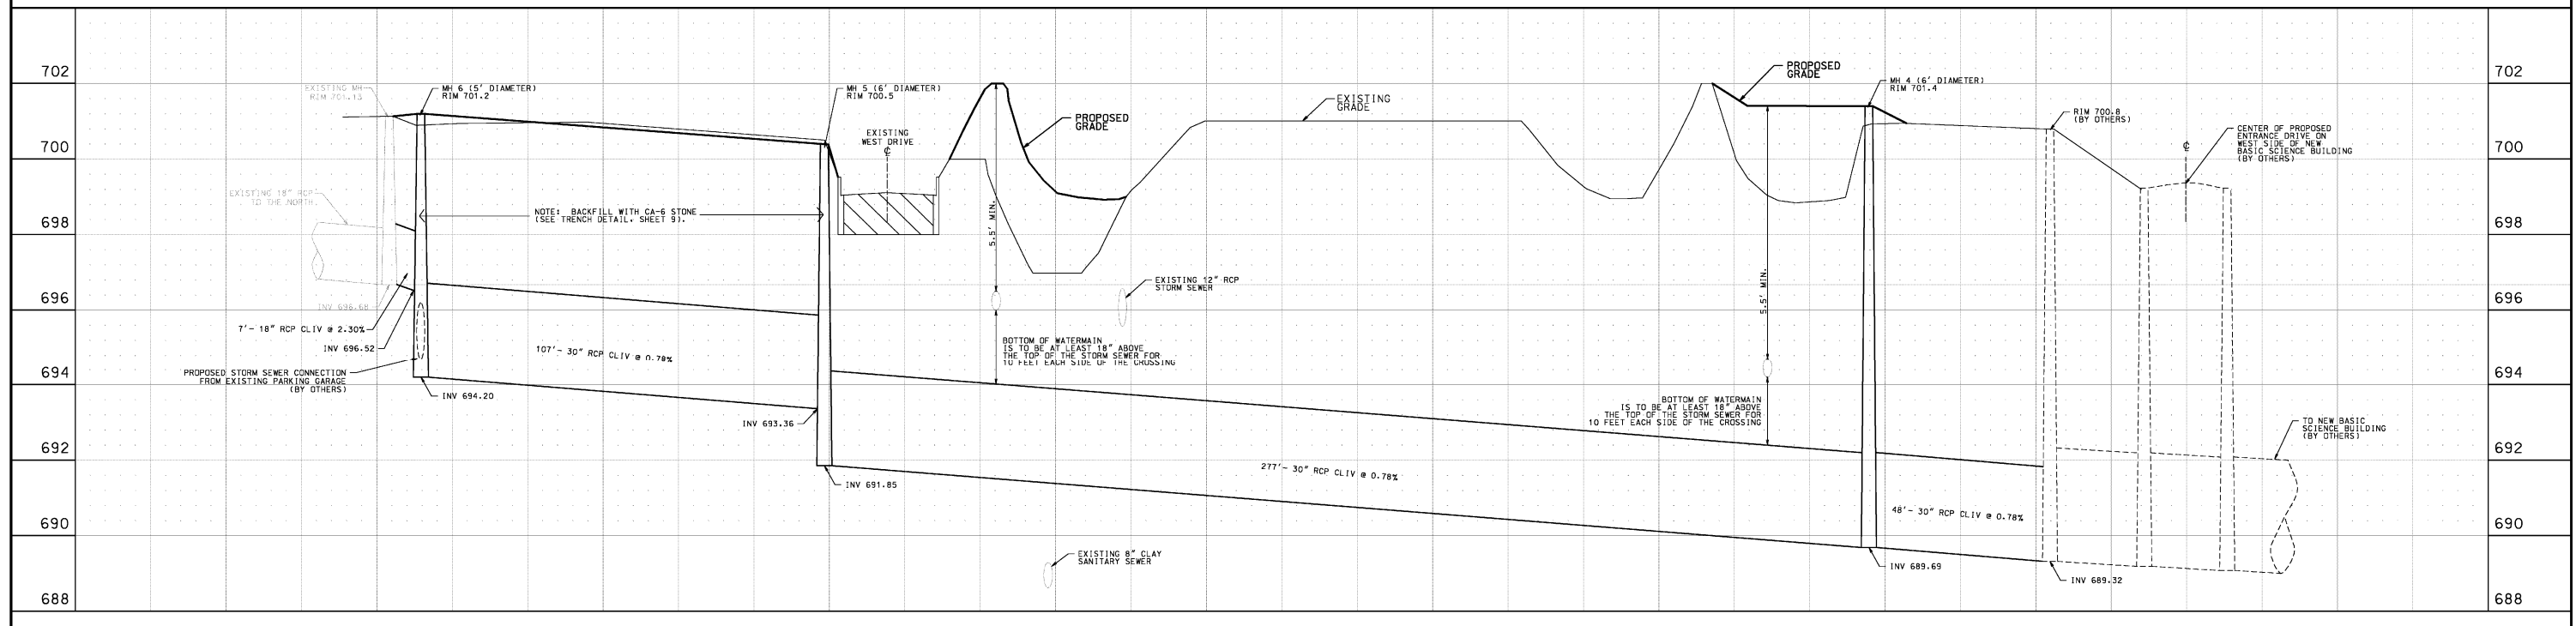 702
700
698
696
694
692
690
688
EXISTING MH
RIM 701.13
MH 6 (5' DIAMETER)
RIM 701.2
EXISTING 18" RCP
TO THE NORTH.
INV 696.68
7'- 18" RCP CLIV @ 2.30%
INV 696.52
PROPOSED STORM SEWER CONNECTION
FROM EXISTING PARKING GARAGE
(BY OTHERS)
INV 694.20
NOTE: BACKFILL WITH CA-6 STONE
(SEE TRENCH DETAIL, SHEET 9).
107'- 30" RCP CLIV @ 0.78%
MH 5 (6' DIAMETER)
RIM 700.5
INV 693.36
INV 691.85
EXISTING
WEST DRIVE
℄
PROPOSED
GRADE
5.5' MIN.
EXISTING 12" RCP
STORM SEWER
BOTTOM OF WATERMAIN
IS TO BE AT LEAST 18" ABOVE
THE TOP OF THE STORM SEWER FOR
10 FEET EACH SIDE OF THE CROSSING
EXISTING 8" CLAY
SANITARY SEWER
EXISTING
GRADE
277'- 30" RCP CLIV @ 0.78%
PROPOSED
GRADE
5.5' MIN.
BOTTOM OF WATERMAIN
IS TO BE AT LEAST 18" ABOVE
THE TOP OF THE STORM SEWER FOR
10 FEET EACH SIDE OF THE CROSSING
MH 4 (6' DIAMETER)
RIM 701.4
INV 689.69
48'- 30" RCP CLIV @ 0.78%
RIM 700.8
(BY OTHERS)
INV 689.32
℄
CENTER OF PROPOSED
ENTRANCE DRIVE ON
WEST SIDE OF NEW
BASIC SCIENCE BUILDING
(BY OTHERS)
TO NEW BASIC
SCIENCE BUILDING
(BY OTHERS)
702
700
698
696
694
692
690
688